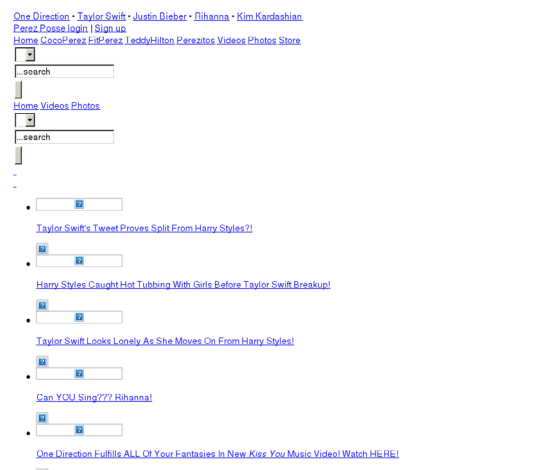 One Direction • Taylor Swift • Justin Bieber • Rihanna • Kim Kardashian
Perez Posse login | Sign up
Home CocoPerez FitPerez TeddyHilton Perezitos Videos Photos Store
...search
Home Videos Photos
...search
Taylor Swift's Tweet Proves Split From Harry Styles?!
Harry Styles Caught Hot Tubbing With Girls Before Taylor Swift Breakup!
Taylor Swift Looks Lonely As She Moves On From Harry Styles!
Can YOU Sing??? Rihanna!
One Direction Fulfills ALL Of Your Fantasies In New Kiss You Music Video! Watch HERE!